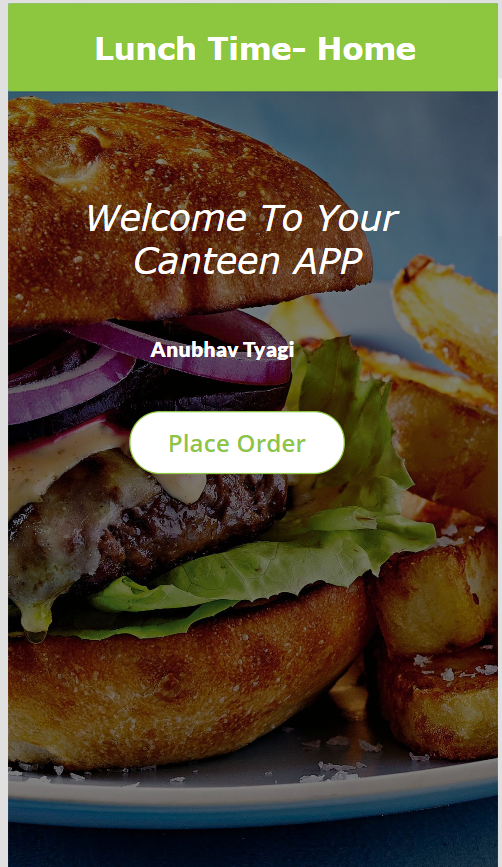 Lunch Time- Home
Welcome To Your
Canteen APP
Anubhav Tyagi
Place Order